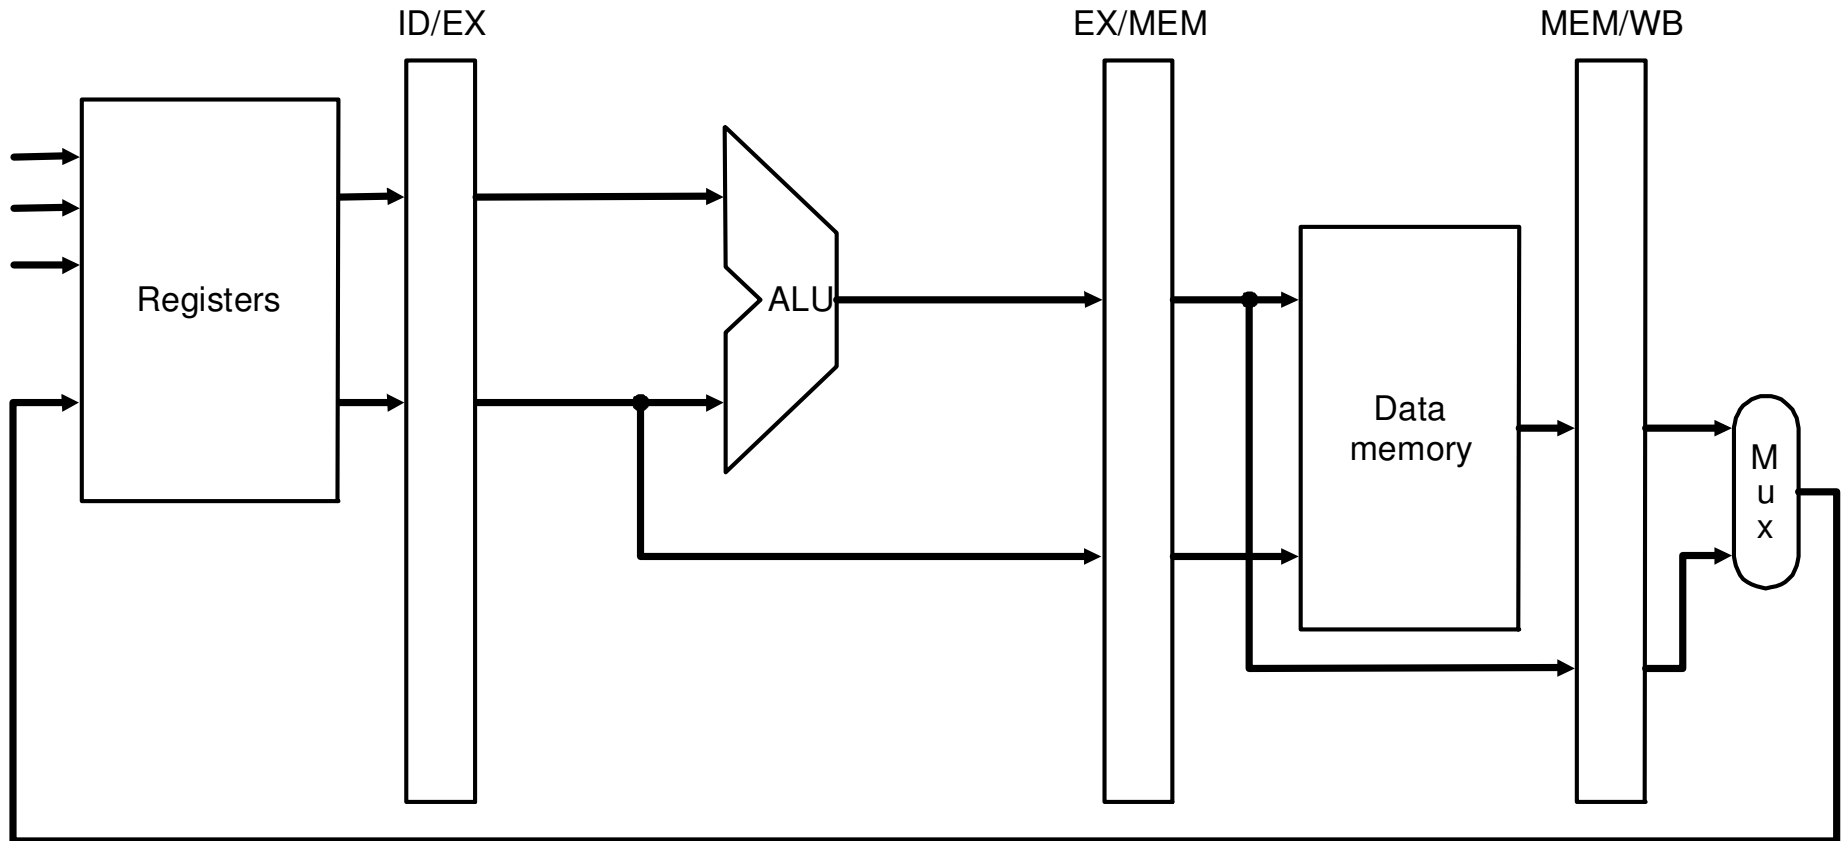 ID/EX
EX/MEM
MEM/WB
Registers
ALU
Data
memory
M
u
x